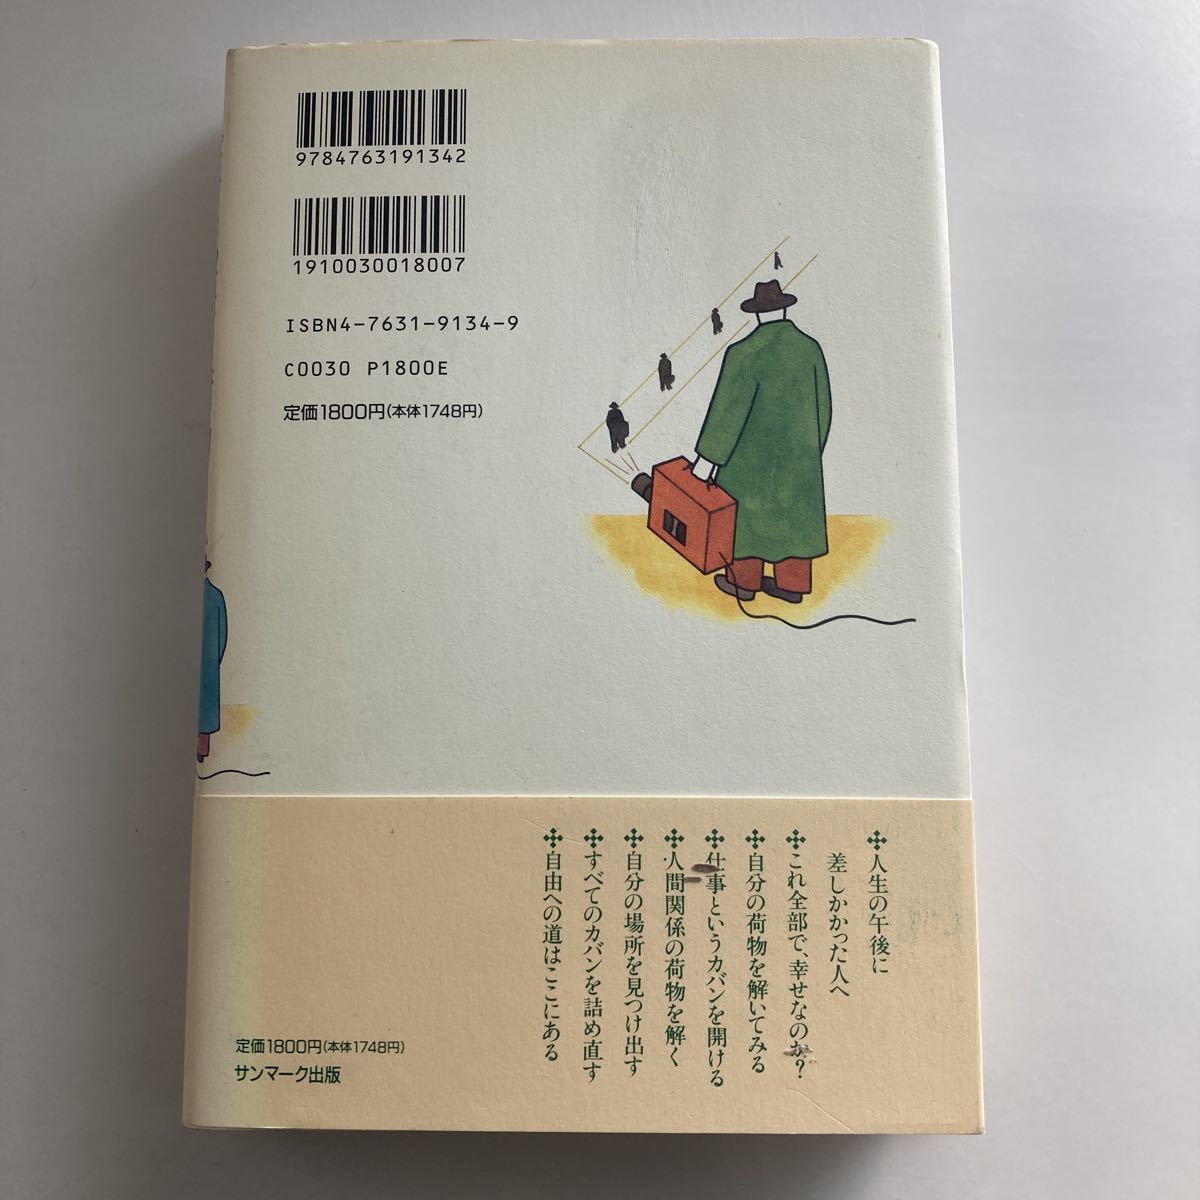 9784763191342
1910030018007
ISBN4-7631-9134-9
C0030 P1800E
定価1800円(本体1748円)
人生の午後に
差しかかった人へ
これ全部で、幸せなのか?
自分の荷物を解いてみる
仕事というカバンを開ける
人間関係の荷物を解く
自分の場所を見つけ出す
すべてのカバンを詰め直す
自由への道はここにある
定価1800円(本体1748円)
サンマーク出版